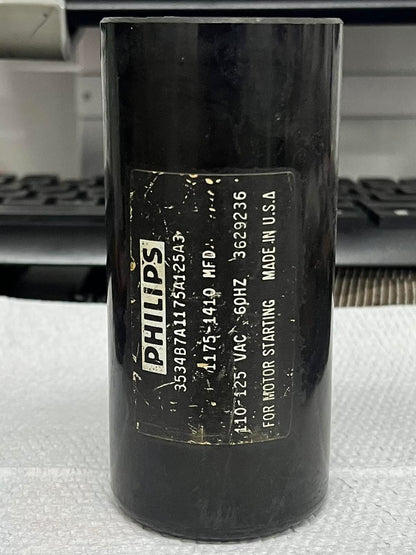 PHILIPS
3534B7A1175A125A3
1175-1410 MFD.
110-125 VAC 60HZ 3629236
FOR MOTOR STARTING MADE IN U.S.A